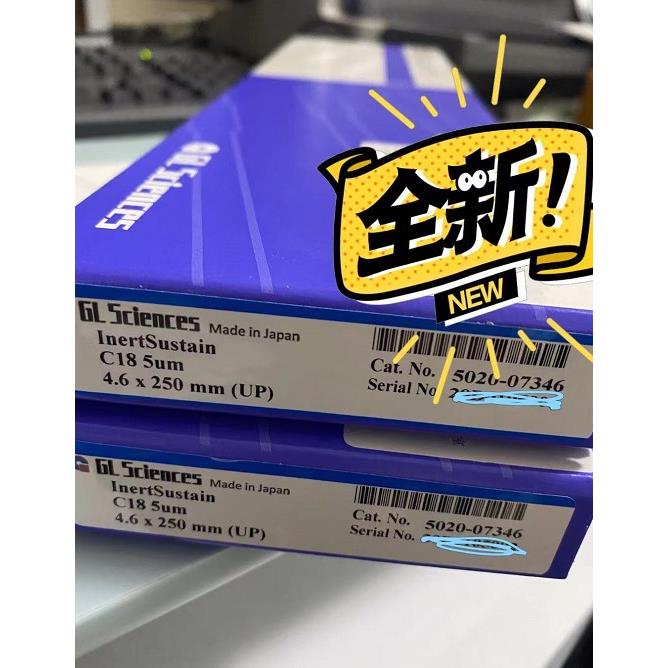 GL Sciences
全新!
NEW
GL Sciences Made in Japan
InertSustain
C18 5um
4.6 x 250 mm (UP)
Cat. No. 5020-07346
Serial No.
GL Sciences Made in Japan
InertSustain
C18 5um
4.6 x 250 mm (UP)
Cat. No. 5020-07346
Serial No.